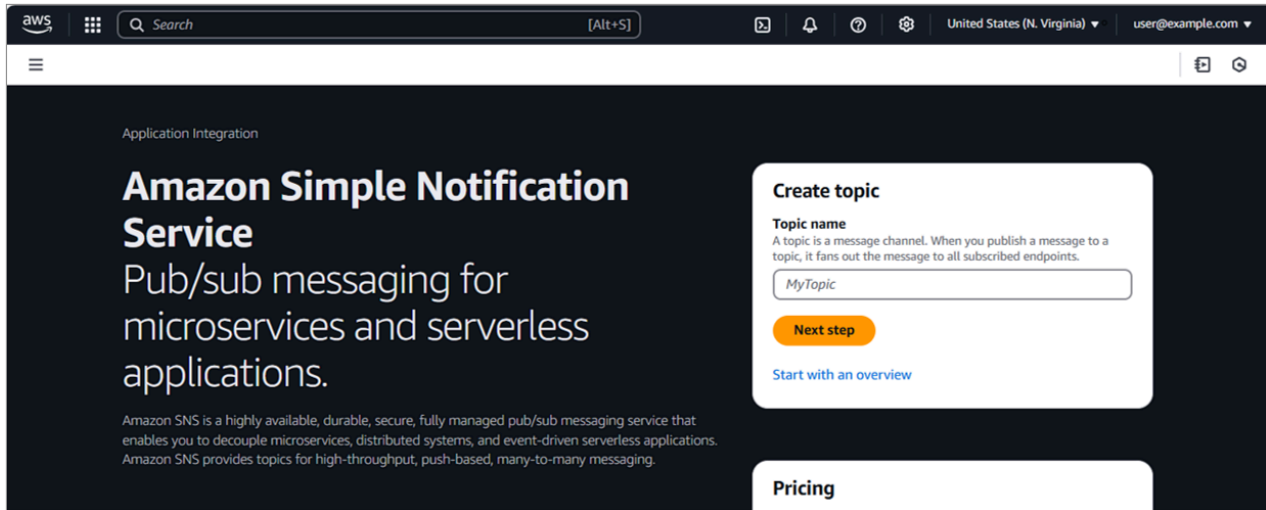 aws
Search [Alt+S] United States (N. Virginia) user@example.com
Application Integration
Amazon Simple Notification
Service
Pub/sub messaging for
microservices and serverless
applications.
Amazon SNS is a highly available, durable, secure, fully managed pub/sub messaging service that
enables you to decouple microservices, distributed systems, and event-driven serverless applications.
Amazon SNS provides topics for high-throughput, push-based, many-to-many messaging.
Create topic
Topic name
A topic is a message channel. When you publish a message to a
topic, it fans out the message to all subscribed endpoints.
MyTopic
Next step
Start with an overview
Pricing